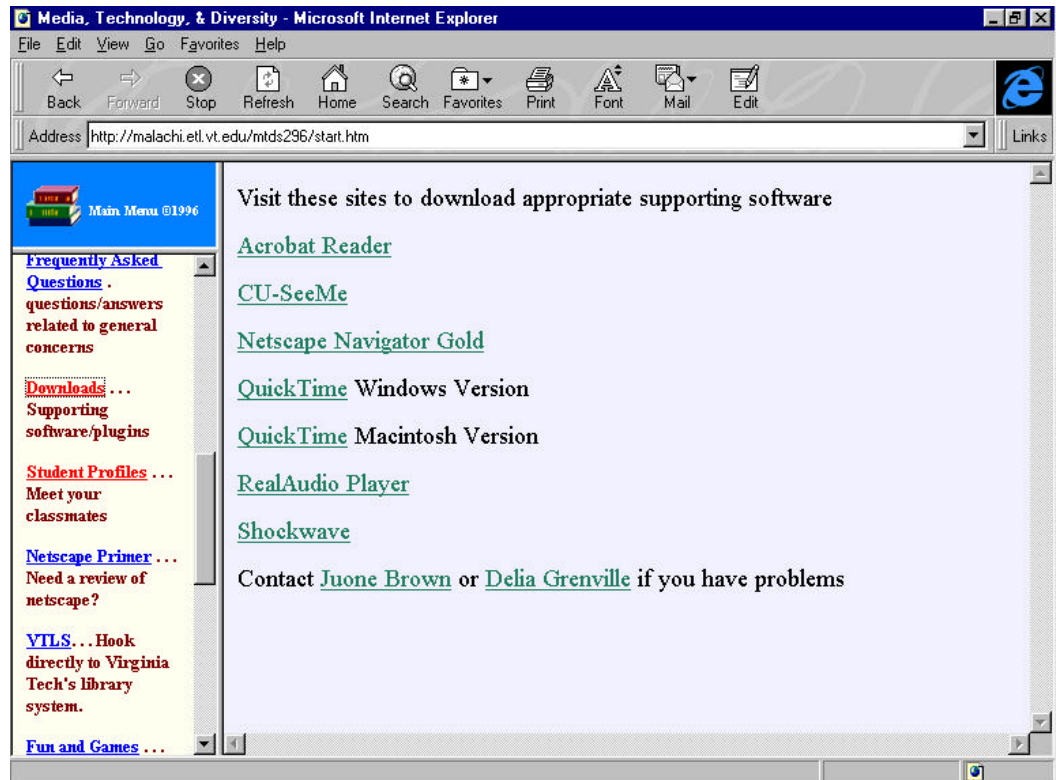 Media, Technology, & Diversity - Microsoft Internet Explorer
File Edit View Go Favorites Help
Back Forward Stop Refresh Home Search Favorites Print Font Mail Edit
Address http://malachi.etl.vt.edu/mtds296/start.htm Links
Main Menu ©1996
Frequently Asked
Questions .
questions/answers
related to general
concerns
Downloads ...
Supporting
software/plugins
Student Profiles ...
Meet your
classmates
Netscape Primer ...
Need a review of
netscape?
VTLS...Hook
directly to Virginia
Tech's library
system.
Fun and Games ...
Visit these sites to download appropriate supporting software
Acrobat Reader
CU-SeeMe
Netscape Navigator Gold
QuickTime Windows Version
QuickTime Macintosh Version
RealAudio Player
Shockwave
Contact Juone Brown or Delia Grenville if you have problems